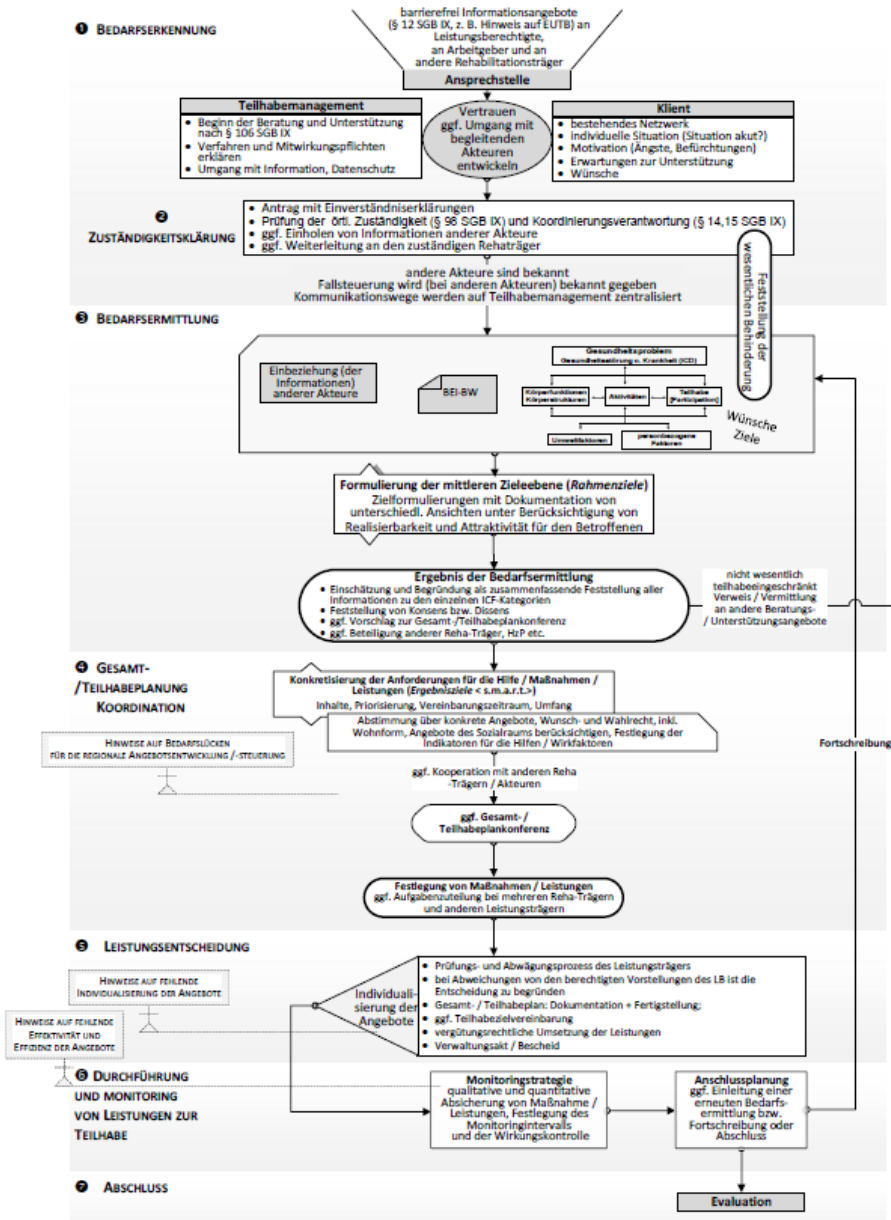 barrierefrei Informationsangebote
(§ 12 SGB IX, z. B. Hinweis auf EUTB) an
Leistungsberechtigte,
an Arbeitgeber und an
andere Rehabilitationsträger
❶ BEDARFSERKENNUNG
Ansprechstelle
Teilhabemanagement
• Beginn der Beratung und Unterstützung
nach § 106 SGB IX
• Verfahren und Mitwirkungspflichten
erklären
• Umgang mit Information, Datenschutz
Vertrauen
ggf. Umgang mit
begleitenden
Akteuren
entwickeln
Klient
• bestehendes Netzwerk
• individuelle Situation (Situation akut?)
• Motivation (Ängste, Befürchtungen)
• Erwartungen zur Unterstützung
• Wünsche
❷
ZUSTÄNDIGKEITSKLÄRUNG
• Antrag mit Einverständniserklärungen
• Prüfung der örtl. Zuständigkeit (§ 98 SGB IX) und Koordinierungsverantwortung (§ 14,15 SGB IX)
• ggf. Einholen von Informationen anderer Akteure
• ggf. Weiterleitung an den zuständigen Rehaträger
Feststellung der
wesentlichen Behinderung
andere Akteure sind bekannt
Fallsteuerung wird (bei anderen Akteuren) bekannt gegeben
Kommunikationswege werden auf Teilhabemanagement zentralisiert
❸ BEDARFSERMITTLUNG
Einbeziehung (der
Informationen)
anderer Akteure
BEI-BW
Gesundheitsproblem
Gesundheitsstörung o. Krankheit (ICD)
Körperfunktionen
Körperstrukturen
Aktivitäten
Teilhabe
(Participation)
Umweltfaktoren
personbezogene
Faktoren
Wünsche
Ziele
Formulierung der mittleren Zieleebene (Rahmenziele)
Zielformulierungen mit Dokumentation von
unterschiedl. Ansichten unter Berücksichtigung von
Realisierbarkeit und Attraktivität für den Betroffenen
Ergebnis der Bedarfsermittlung
• Einschätzung und Begründung als zusammenfassende Feststellung aller
Informationen zu den einzelnen ICF-Kategorien
• Feststellung von Konsens bzw. Dissens
• ggf. Vorschlag zur Gesamt-/Teilhabeplankonferenz
• ggf. Beteiligung anderer Reha-Träger, HzP etc.
nicht wesentlich
teilhabeeingeschränkt
Verweis / Vermittlung
an andere Beratungs-
/ Unterstützungsangebote
❹ GESAMT-
/TEILHABEPLANUNG
KOORDINATION
Konkretisierung der Anforderungen für die Hilfe / Maßnahmen /
Leistungen (Ergebnisziele < s.m.a.r.t.>)
Inhalte, Priorisierung, Vereinbarungszeitraum, Umfang
Abstimmung über konkrete Angebote, Wunsch- und Wahlrecht, inkl.
Wohnform, Angebote des Sozialraums berücksichtigen, Festlegung der
Indikatoren für die Hilfen / Wirkfaktoren
HINWEISE AUF BEDARFSLÜCKEN
FÜR DIE REGIONALE ANGEBOTSENTWICKLUNG /-STEUERUNG
Fortschreibung
ggf. Kooperation mit anderen Reha
-Trägern / Akteuren
ggf. Gesamt- /
Teilhabeplankonferenz
Festlegung von Maßnahmen / Leistungen
ggf. Aufgabenzuteilung bei mehreren Reha-Trägern
und anderen Leistungsträgern
❺ LEISTUNGSENTSCHEIDUNG
HINWEISE AUF FEHLENDE
INDIVIDUALISIERUNG DER ANGEBOTE
Individuali-
sierung der
Angebote
• Prüfungs- und Abwägungsprozess des Leistungsträgers
• bei Abweichungen von den berechtigten Vorstellungen des LB ist die
Entscheidung zu begründen
• Gesamt- / Teilhabeplan: Dokumentation + Fertigstellung;
• ggf. Teilhabezielvereinbarung
• vergütungsrechtliche Umsetzung der Leistungen
• Verwaltungsakt / Bescheid
HINWEISE AUF FEHLENDE
EFFEKTIVITÄT UND
EFFIZIENZ DER ANGEBOTE
❻ DURCHFÜHRUNG
UND MONITORING
VON LEISTUNGEN ZUR
TEILHABE
Monitoringstrategie
qualitative und quantitative
Absicherung von Maßnahme /
Leistungen, Festlegung des
Monitoringintervalls
und der Wirkungskontrolle
Anschlussplanung
ggf. Einleitung einer
erneuten Bedarfs-
ermittlung bzw.
Fortschreibung oder
Abschluss
❼ ABSCHLUSS
Evaluation